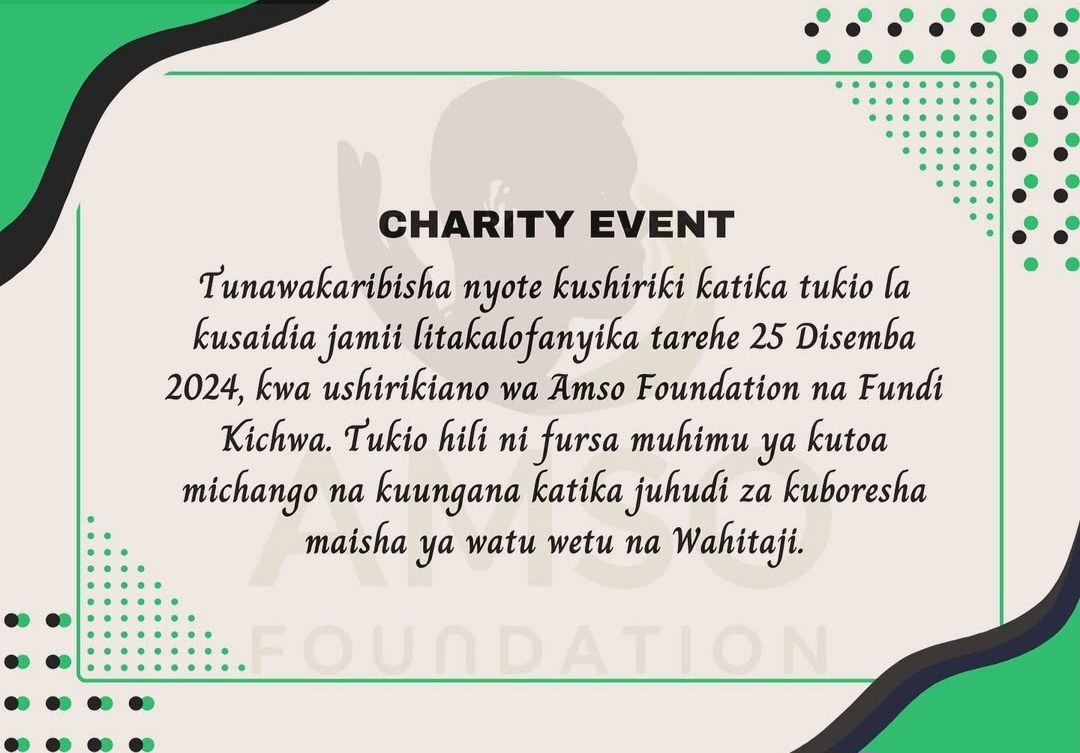 CHARITY EVENT
Tunawakaribisha nyote kushiriki katika tukio la
kusaidia jamii litakalofanyika tarehe 25 Disemba
2024, kwa ushirikiano wa Amso Foundation na Fundi
Kichwa. Tukio hili ni fursa muhimu ya kutoa
michango na kuungana katika juhudi za kuboresha
maisha ya watu wetu na Wahitaji.
AMSO
FOUNDATION